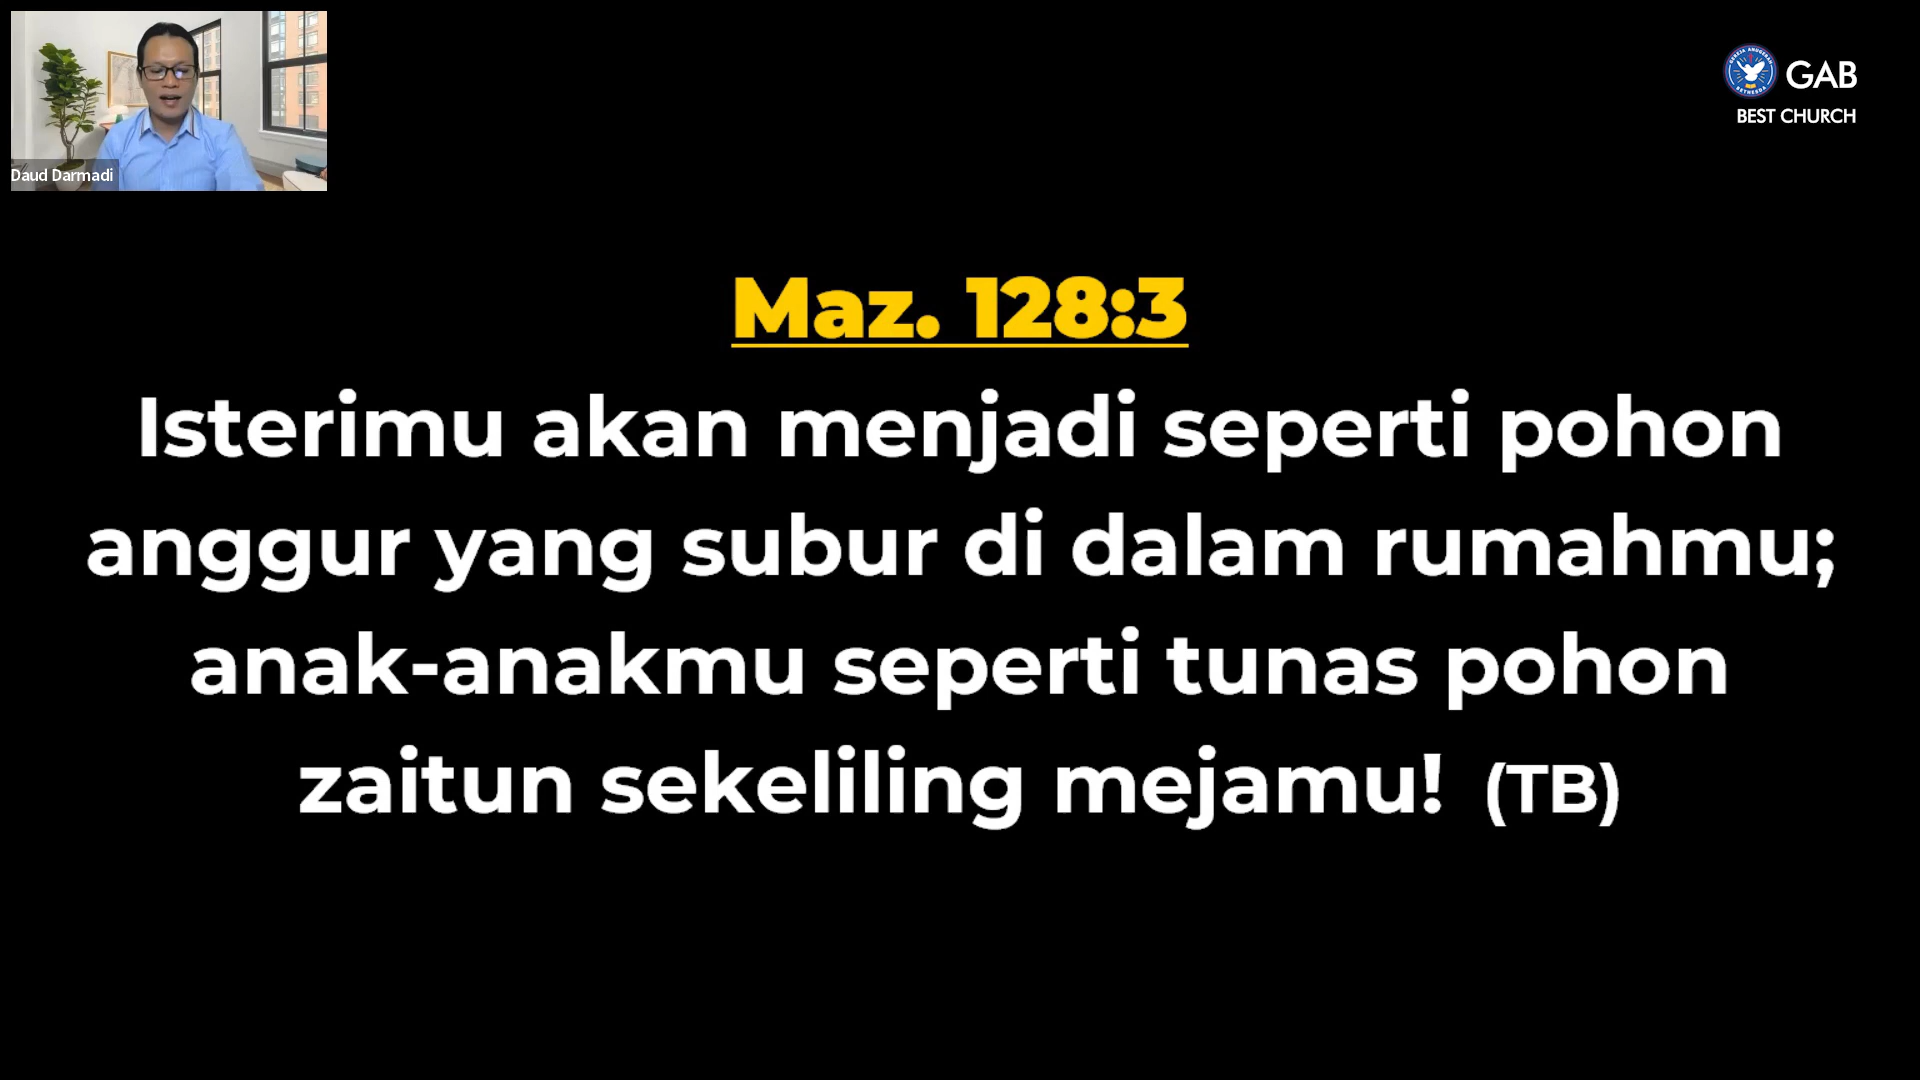 Daud Darmadi
GAB
BEST CHURCH
Maz. 128:3
Isterimu akan menjadi seperti pohon
anggur yang subur di dalam rumahmu;
anak-anakmu seperti tunas pohon
zaitun sekeliling mejamu! (TB)